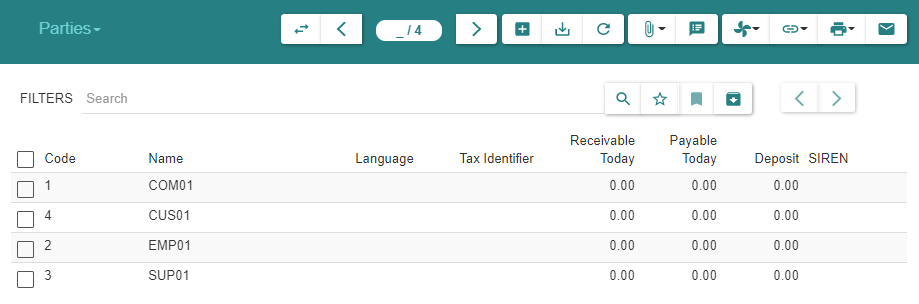 Parties
_ / 4
FILTERS Search
Code Name Language Tax Identifier Receivable Today Payable Today Deposit SIREN
1 COM01 0.00 0.00 0.00
4 CUS01 0.00 0.00 0.00
2 EMP01 0.00 0.00 0.00
3 SUP01 0.00 0.00 0.00